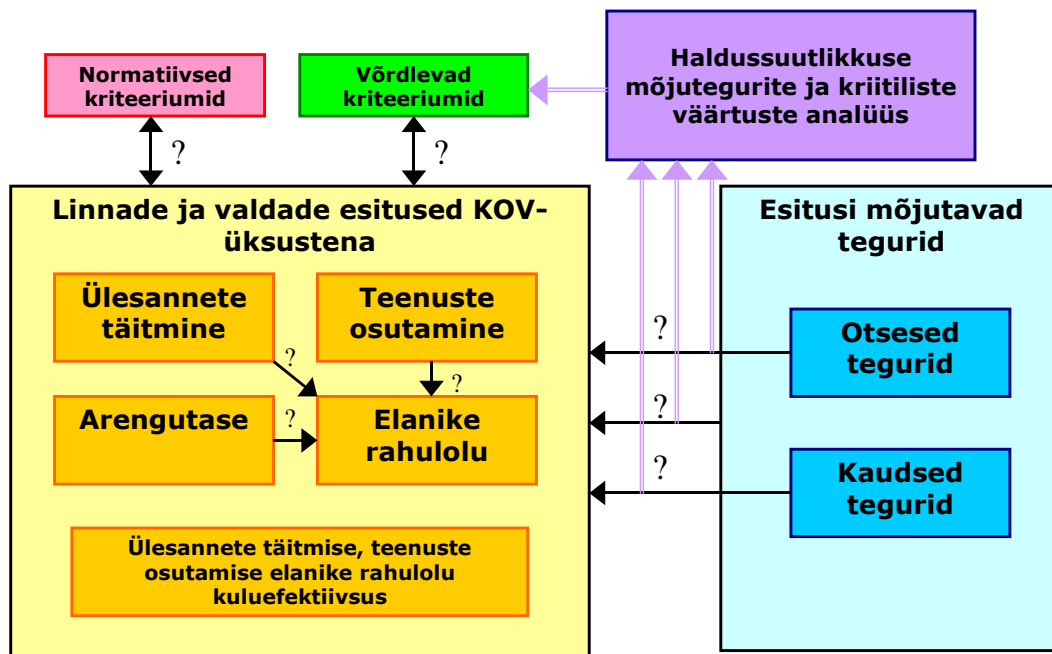 Normatiivsed
kriteeriumid
Võrdlevad
kriteeriumid
Haldussuutlikkuse
mõjutegurite ja kriitiliste
väärtuste analüüs
?
?
Linnade ja valdade esitused KOV-
üksustena
Esitusi mõjutavad
tegurid
Ülesannete
täitmine
Teenuste
osutamine
?
?
Arengutase
?
Elanike
rahulolu
Ülesannete täitmise, teenuste
osutamise elanike rahulolu
kuluefektiivsus
?
?
?
Otsesed
tegurid
Kaudsed
tegurid